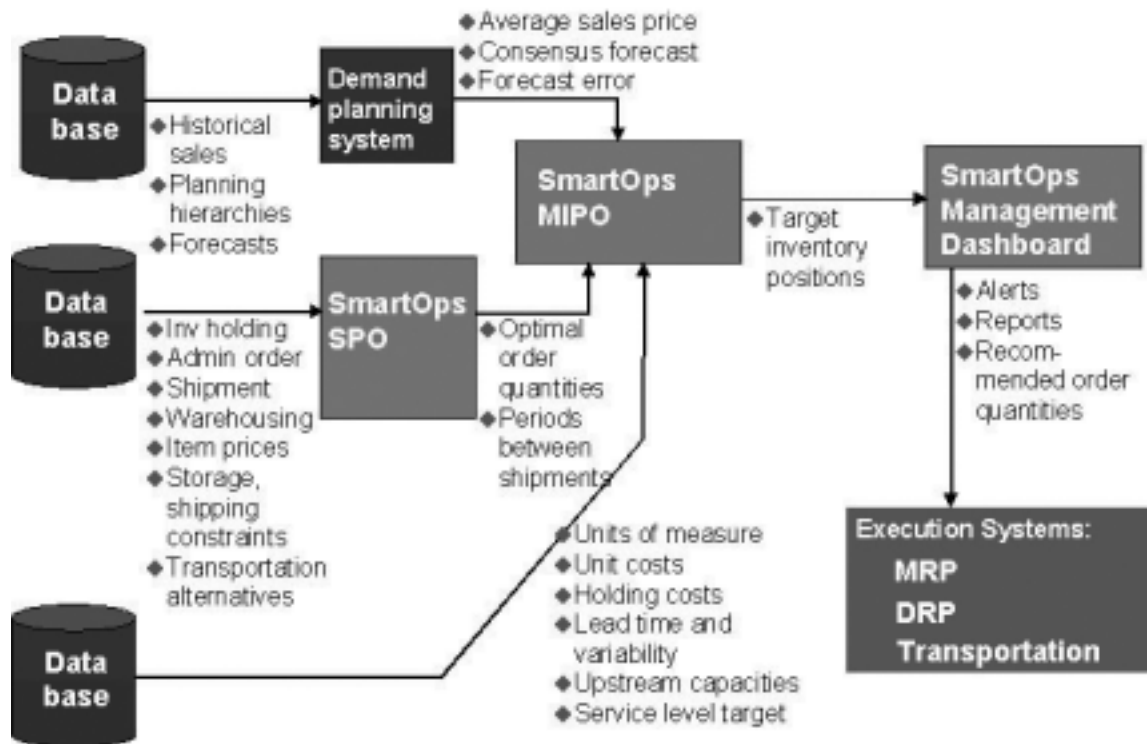 Data
base
◆Historical
sales
◆Planning
hierarchies
◆Forecasts
Demand
planning
system
◆Average sales price
◆Consensus forecast
◆Forecast error
SmartOps
MIPO
◆Target
inventory
positions
SmartOps
Management
Dashboard
◆Alerts
◆Reports
◆Recom-
mended order
quantities
Data
base
◆Inv holding
◆Admin order
◆Shipment
◆Warehousing
◆Item prices
◆Storage,
shipping
constraints
◆Transportation
alternatives
SmartOps
SPO
◆Optimal
order
quantities
◆Periods
between
shipments
Data
base
◆Units of measure
◆Unit costs
◆Holding costs
◆Lead time and
variability
◆Upstream capacities
◆Service level target
Execution Systems:
MRP
DRP
Transportation